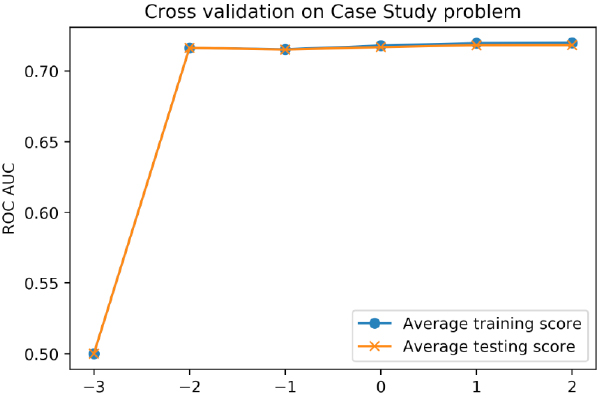 Cross validation on Case Study problem
ROC AUC
0.70
0.65
0.60
0.55
0.50
−3 −2 −1 0 1 2
Average training score
Average testing score